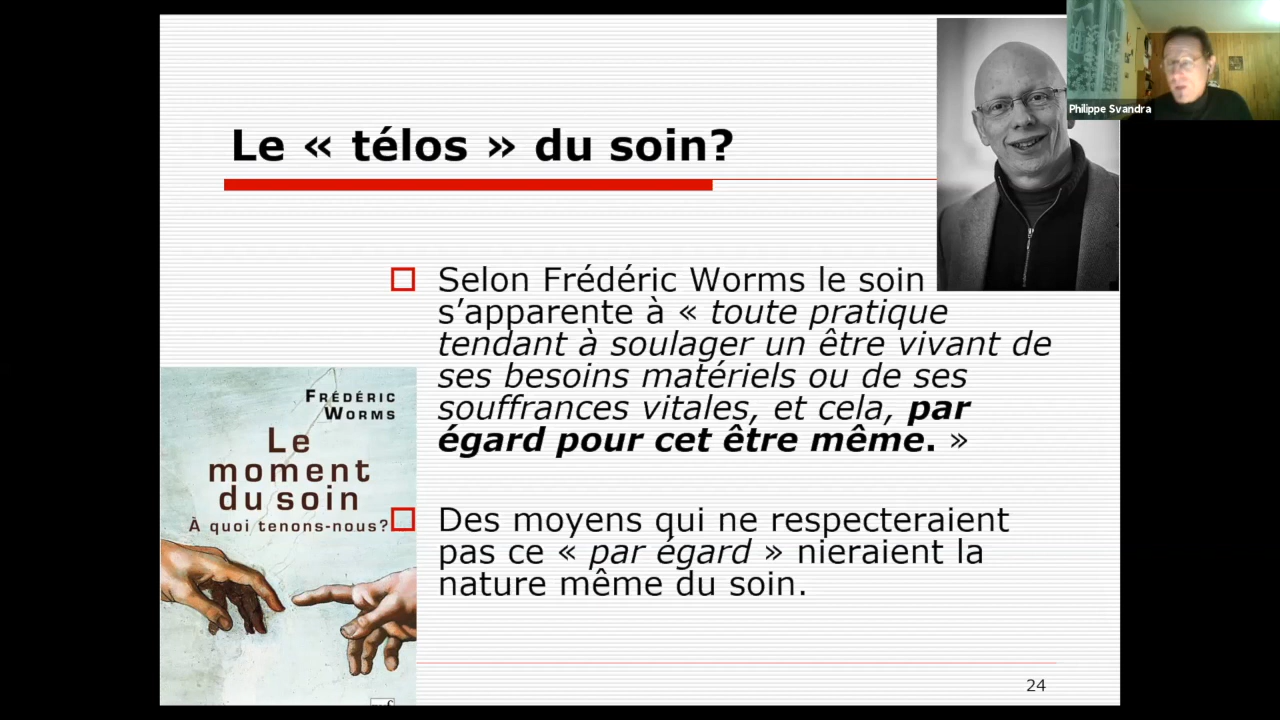 Philippe Svandra
Le « télos » du soin?
Selon Frédéric Worms le soin
s’apparente à « toute pratique
tendant à soulager un être vivant de
ses besoins matériels ou de ses
souffrances vitales, et cela, par
égard pour cet être même. »
Des moyens qui ne respecteraient
pas ce « par égard » nieraient la
nature même du soin.
FRÉDÉRIC
WORMS
Le
moment
du soin
À quoi tenons-nous?
24